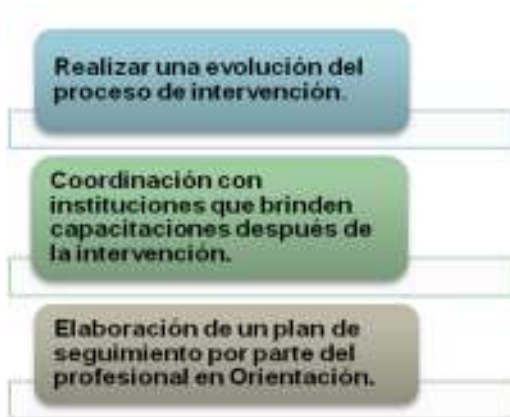 Realizar una evolución del
proceso de intervención.
Coordinación con
instituciones que brinden
capacitaciones después de
la intervención.
Elaboración de un plan de
seguimiento por parte del
profesional en Orientación.